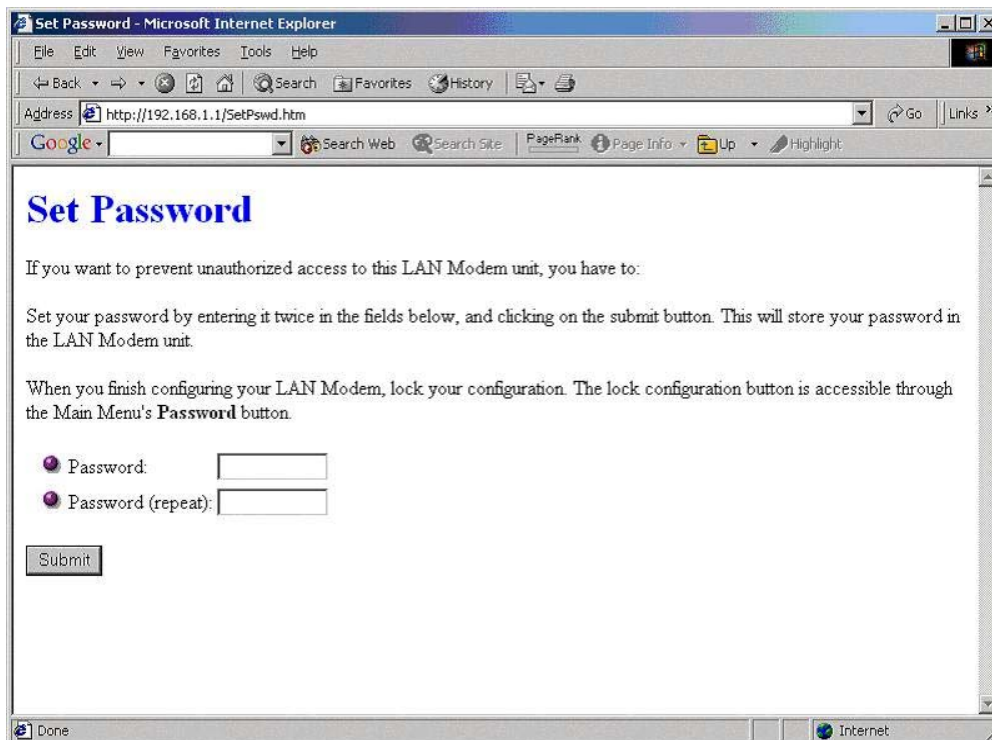 Set Password - Microsoft Internet Explorer
File Edit View Favorites Tools Help
Back Search Favorites History
Address http://192.168.1.1/SetPswd.htm Go Links »
Google Search Web Search Site PageRank Page Info Up Highlight
Set Password
If you want to prevent unauthorized access to this LAN Modem unit, you have to:
Set your password by entering it twice in the fields below, and clicking on the submit button. This will store your password in
the LAN Modem unit.
When you finish configuring your LAN Modem, lock your configuration. The lock configuration button is accessible through
the Main Menu's Password button.
Password:
Password (repeat):
Submit
Done Internet